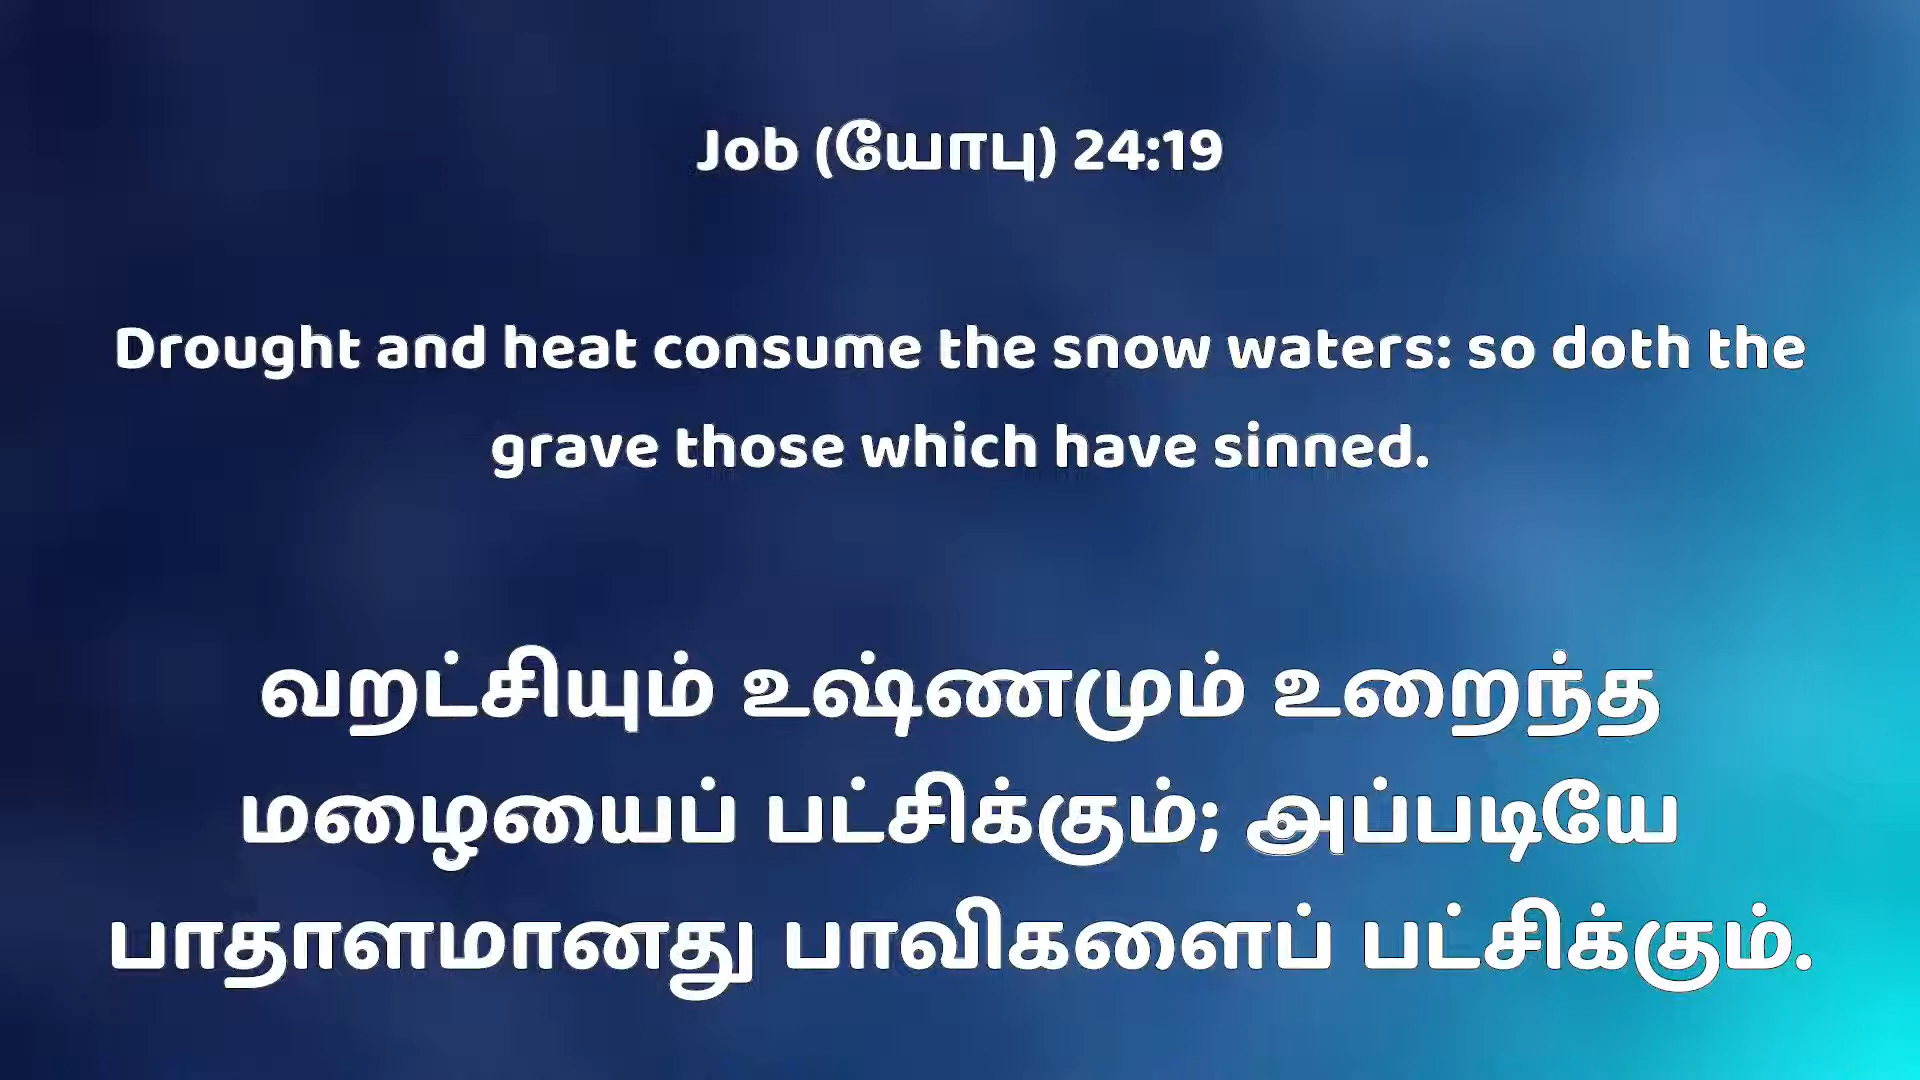 Job (யோபு) 24:19
Drought and heat consume the snow waters: so doth the
grave those which have sinned.
வறட்சியும் உஷ்ணமும் உறைந்த
மழையைப் பட்சிக்கும்; அப்படியே
பாதாளமானது பாவிகளைப் பட்சிக்கும்.